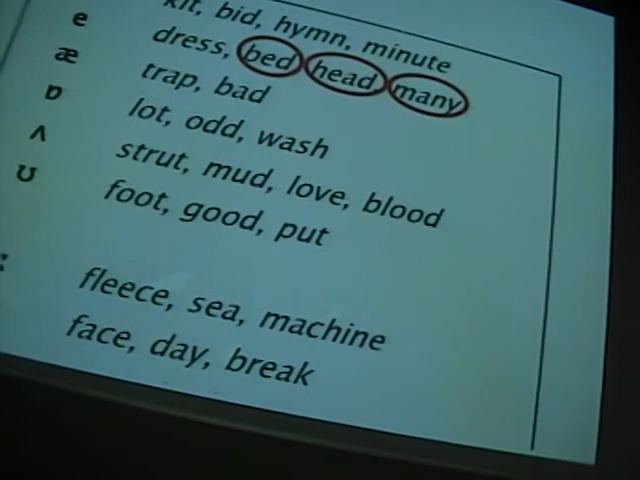 kit, bid, hymn, minute
e dress, bed head many
æ trap, bad
ɒ lot, odd, wash
ʌ strut, mud, love, blood
ʊ foot, good, put
fleece, sea, machine
face, day, break